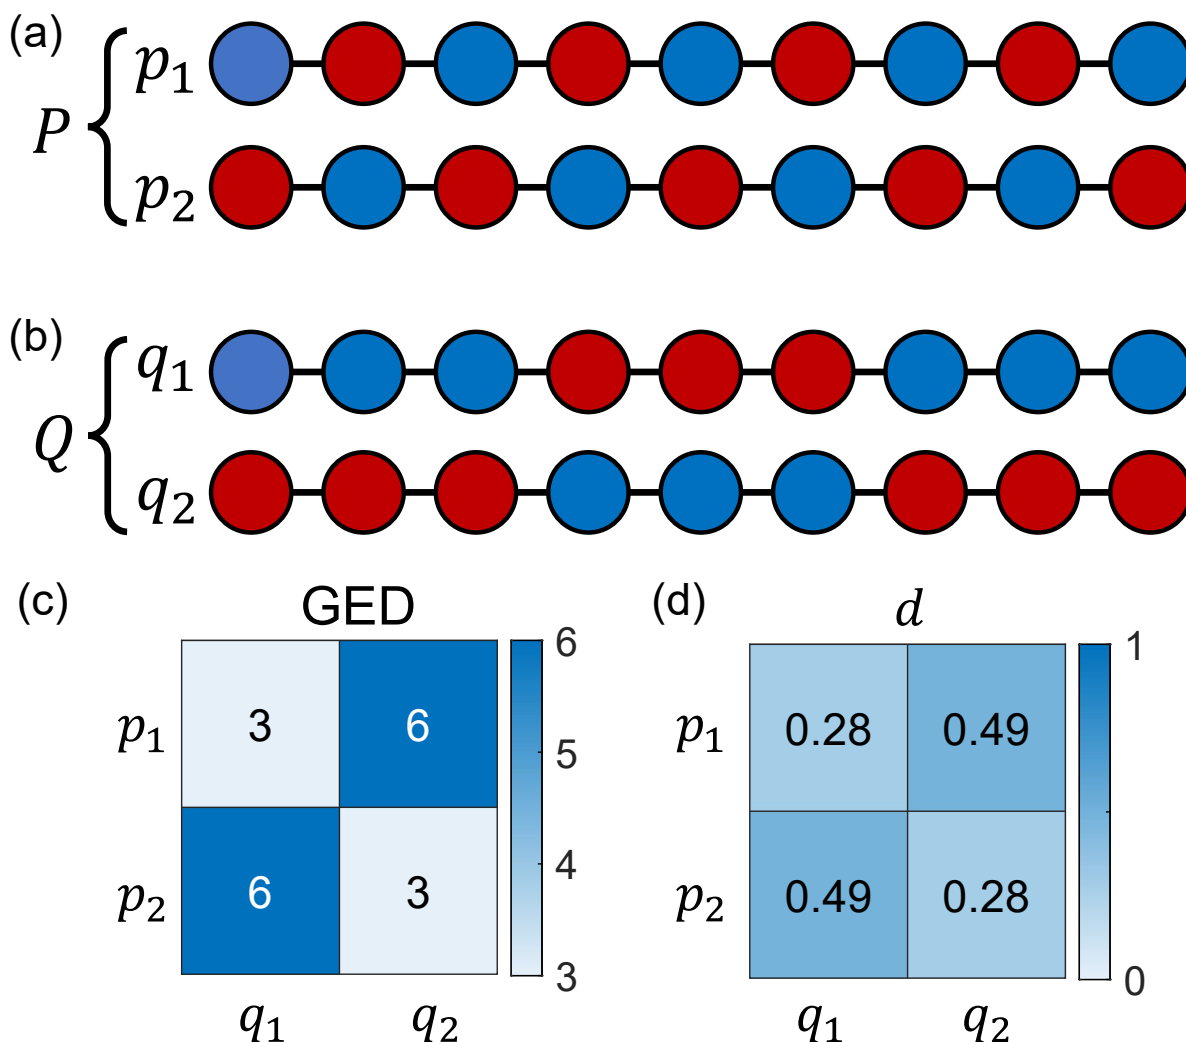 (a)
P
p₁
p₂
(b)
Q
q₁
q₂
(c)
GED
p₁ 3 6
p₂ 6 3
q₁ q₂
6
5
4
3
(d)
d
p₁ 0.28 0.49
p₂ 0.49 0.28
q₁ q₂
1
0